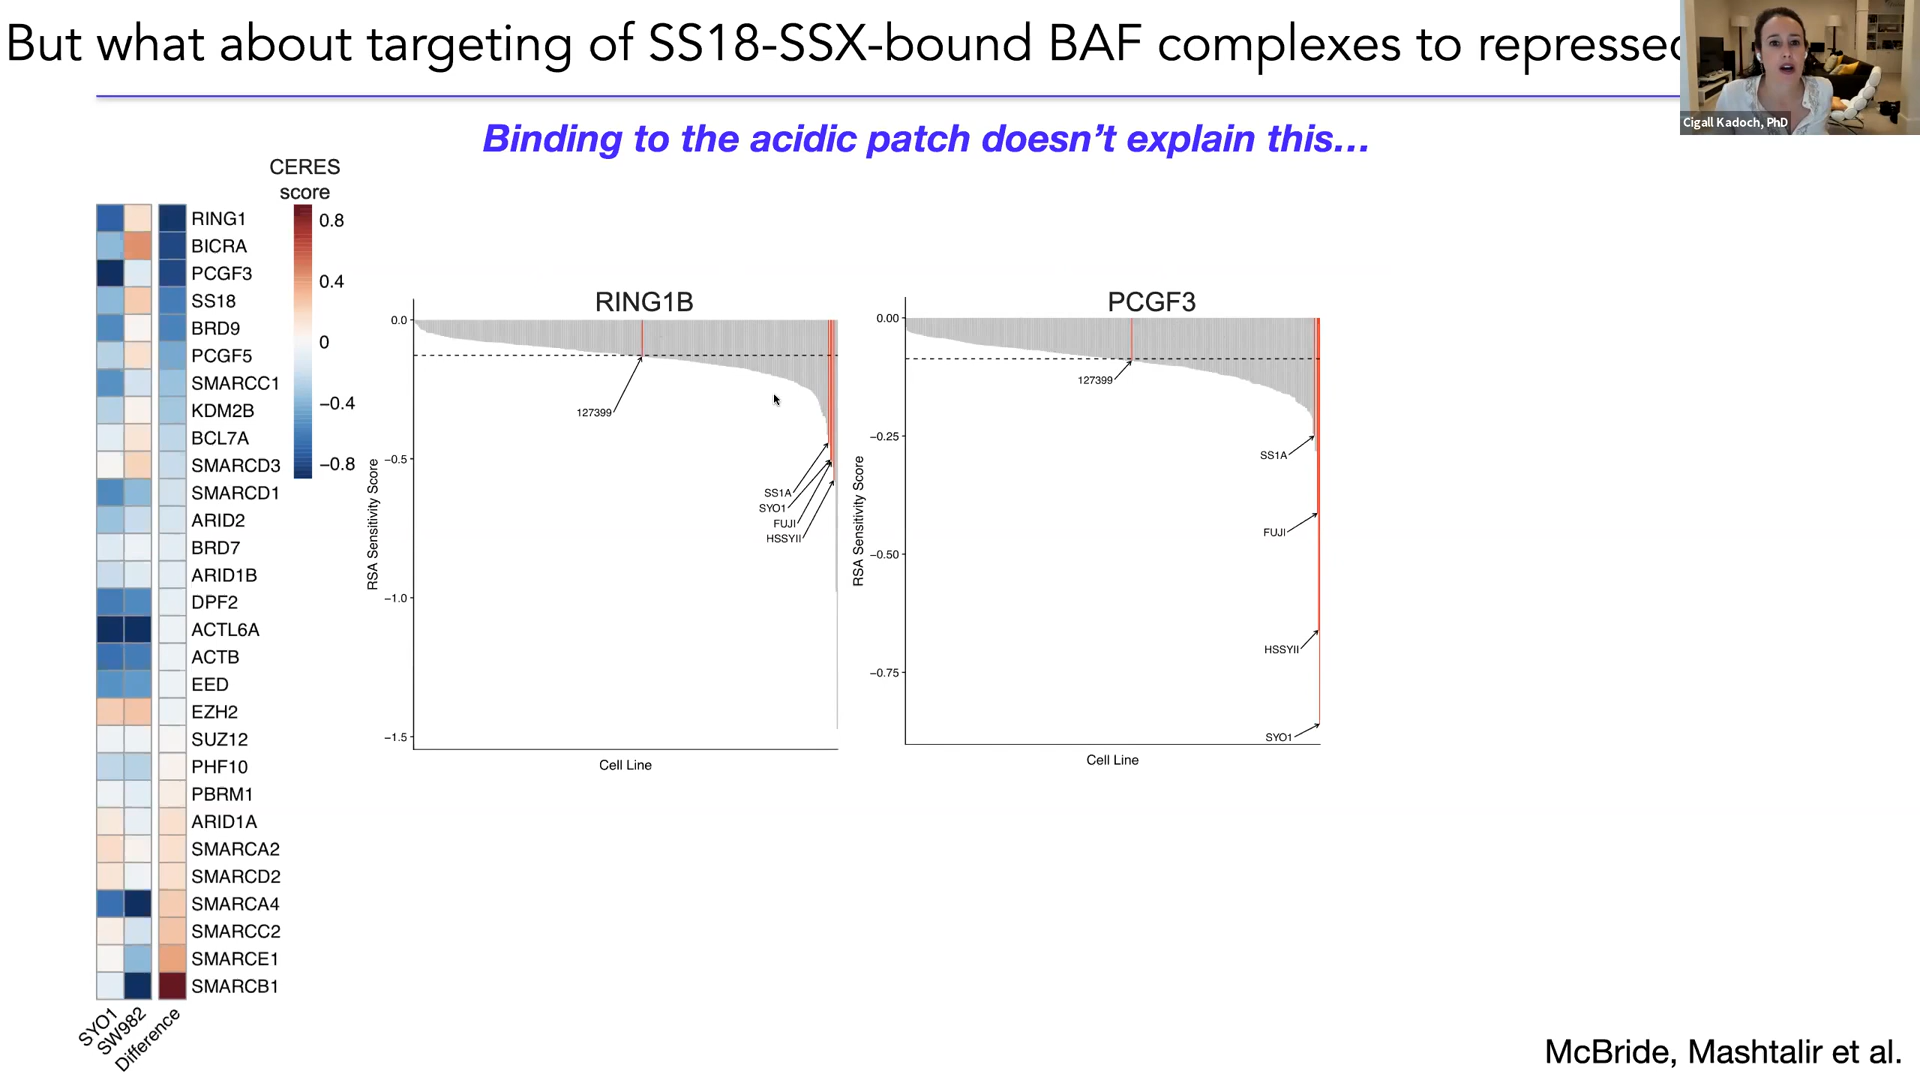 But what about targeting of SS18-SSX-bound BAF complexes to repressed
Cigall Kadoch, PhD
Binding to the acidic patch doesn't explain this...
CERES
score
0.8
0.4
0
−0.4
−0.8
RING1
BICRA
PCGF3
SS18
BRD9
PCGF5
SMARCC1
KDM2B
BCL7A
SMARCD3
SMARCD1
ARID2
BRD7
ARID1B
DPF2
ACTL6A
ACTB
EED
EZH2
SUZ12
PHF10
PBRM1
ARID1A
SMARCA2
SMARCD2
SMARCA4
SMARCC2
SMARCE1
SMARCB1
SYO1
SW982
Difference
RING1B
0.0
−0.5
−1.0
−1.5
RSA Sensitivity Score
127399
SS1A
SYO1
FUJI
HSSYII
Cell Line
PCGF3
0.00
−0.25
−0.50
−0.75
RSA Sensitivity Score
127399
SS1A
FUJI
HSSYII
SYO1
Cell Line
McBride, Mashtalir et al.